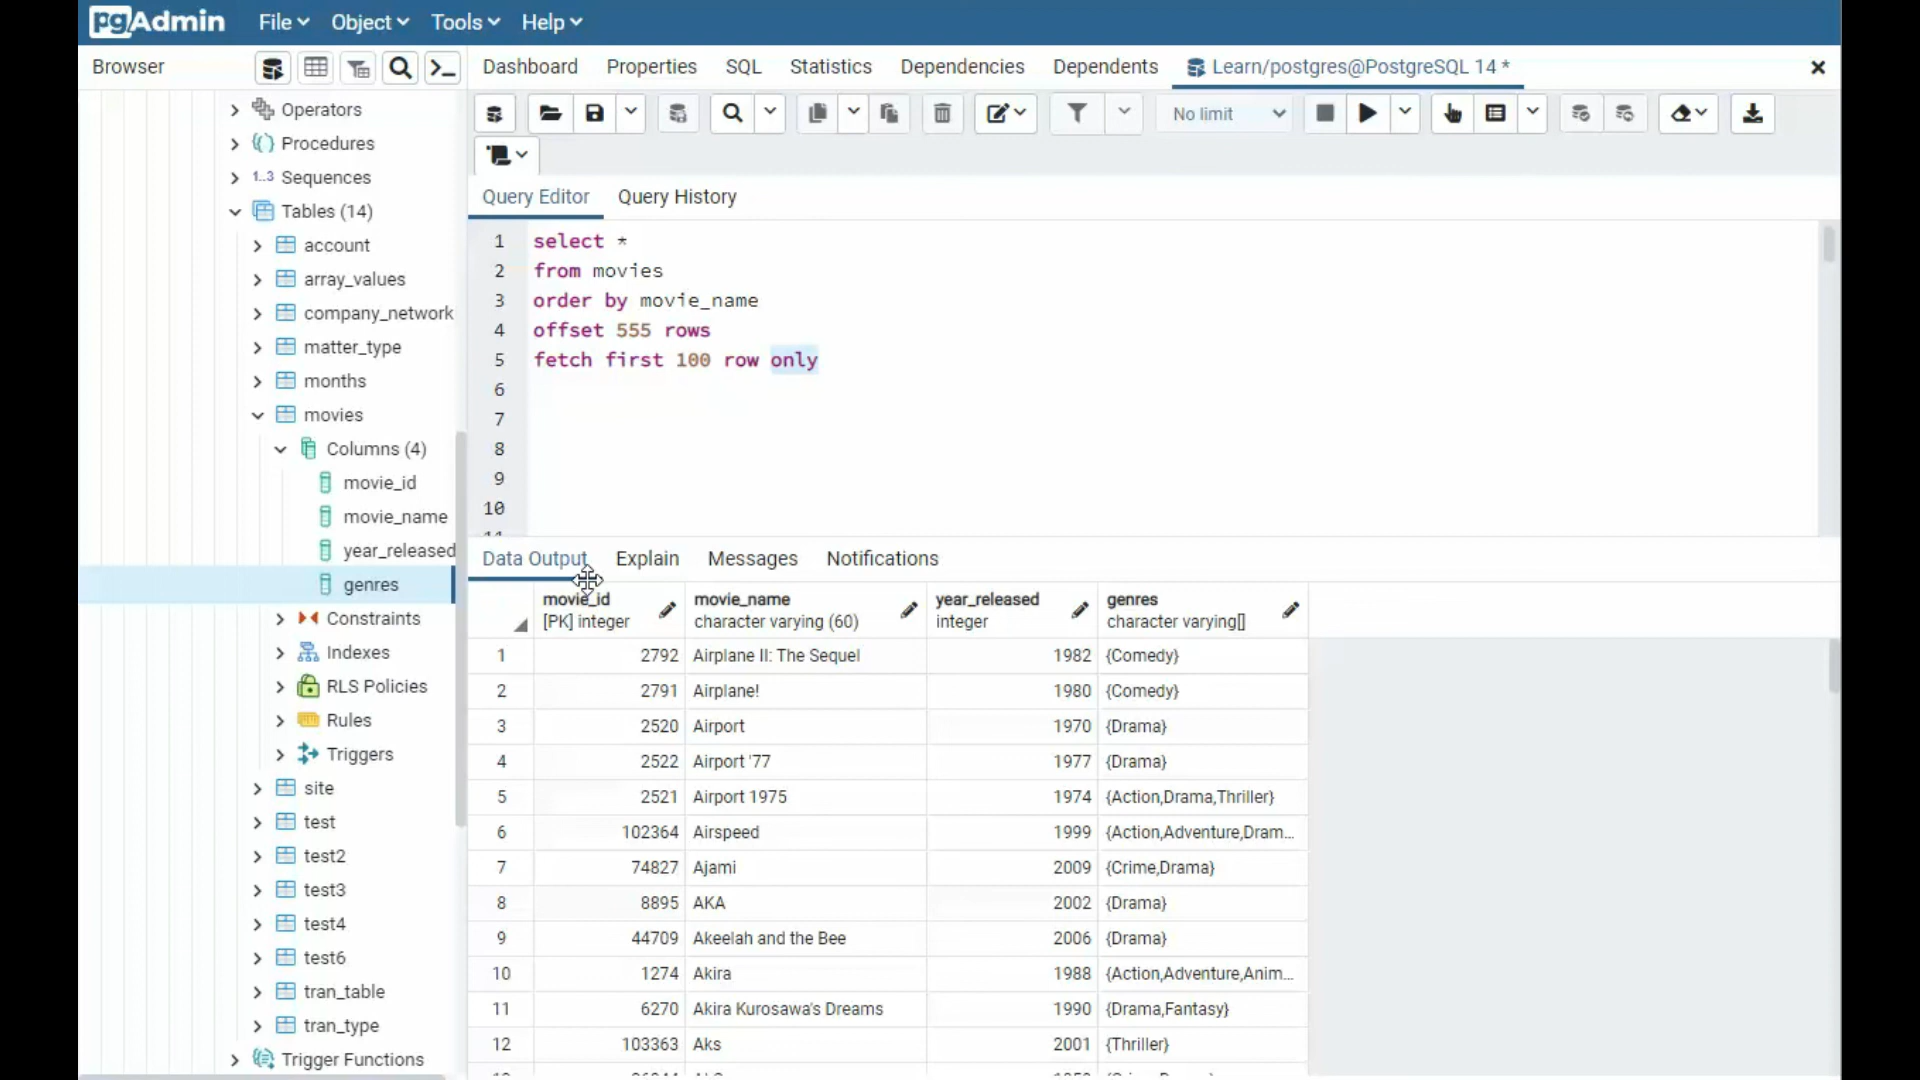 pgAdmin File Object Tools Help
Browser
Dashboard Properties SQL Statistics Dependencies Dependents Learn/postgres@PostgreSQL 14 *
No limit
Operators
Procedures
1..3 Sequences
Tables (14)
account
array_values
company_network
matter_type
months
movies
Columns (4)
movie_id
movie_name
year_released
genres
Constraints
Indexes
RLS Policies
Rules
Triggers
site
test
test2
test3
test4
test6
tran_table
tran_type
Trigger Functions
Query Editor Query History
1 select *
2 from movies
3 order by movie_name
4 offset 555 rows
5 fetch first 100 row only
6
7
8
9
10
Data Output Explain Messages Notifications
movie_id movie_name year_released genres
[PK] integer character varying (60) integer character varying[]
1 2792 Airplane II: The Sequel 1982 {Comedy}
2 2791 Airplane! 1980 {Comedy}
3 2520 Airport 1970 {Drama}
4 2522 Airport '77 1977 {Drama}
5 2521 Airport 1975 1974 {Action,Drama,Thriller}
6 102364 Airspeed 1999 {Action,Adventure,Dram...
7 74827 Ajami 2009 {Crime,Drama}
8 8895 AKA 2002 {Drama}
9 44709 Akeelah and the Bee 2006 {Drama}
10 1274 Akira 1988 {Action,Adventure,Anim...
11 6270 Akira Kurosawa's Dreams 1990 {Drama,Fantasy}
12 103363 Aks 2001 {Thriller}